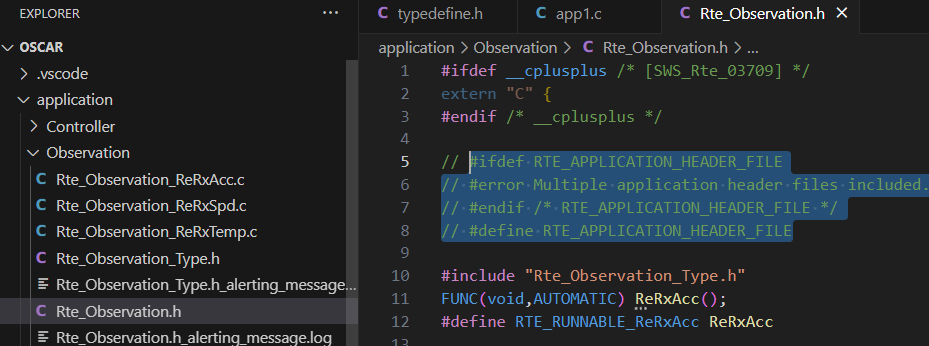 EXPLORER
OSCAR
.vscode
application
Controller
Observation
Rte_Observation_ReRxAcc.c
Rte_Observation_ReRxSpd.c
Rte_Observation_ReRxTemp.c
Rte_Observation_Type.h
Rte_Observation_Type.h_alerting_message...
Rte_Observation.h
Rte_Observation.h_alerting_message.log
typedefine.h
app1.c
Rte_Observation.h
application > Observation > Rte_Observation.h > ...
1 #ifdef __cplusplus /* [SWS_Rte_03709] */
2 extern "C" {
3 #endif /* __cplusplus */
4
5 // #ifdef RTE_APPLICATION_HEADER_FILE
6 // #error Multiple application header files included.
7 // #endif /* RTE_APPLICATION_HEADER_FILE */
8 // #define RTE_APPLICATION_HEADER_FILE
9
10 #include "Rte_Observation_Type.h"
11 FUNC(void,AUTOMATIC) ReRxAcc();
12 #define RTE_RUNNABLE_ReRxAcc ReRxAcc
13